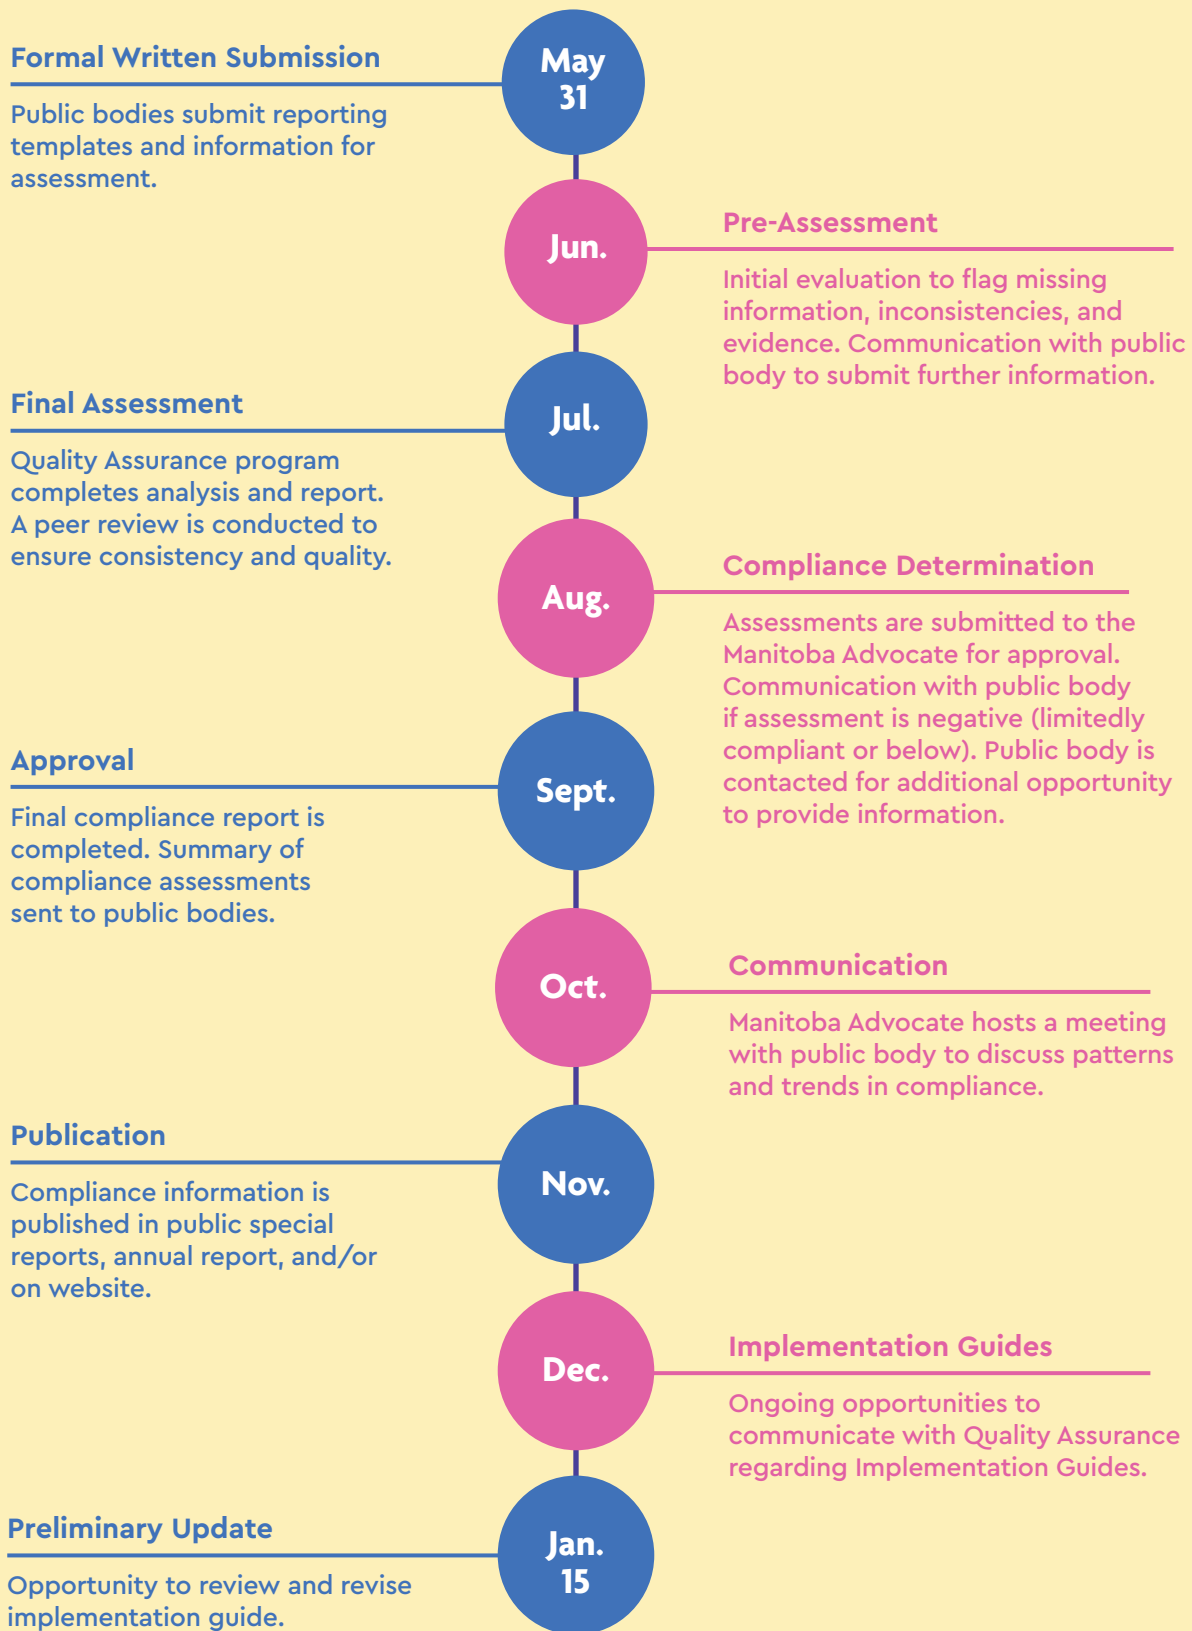 May
31
Formal Written Submission
Public bodies submit reporting
templates and information for
assessment.
Jun.
Pre-Assessment
Initial evaluation to flag missing
information, inconsistencies, and
evidence. Communication with public
body to submit further information.
Jul.
Final Assessment
Quality Assurance program
completes analysis and report.
A peer review is conducted to
ensure consistency and quality.
Aug.
Compliance Determination
Assessments are submitted to the
Manitoba Advocate for approval.
Communication with public body
if assessment is negative (limitedly
compliant or below). Public body is
contacted for additional opportunity
to provide information.
Sept.
Approval
Final compliance report is
completed. Summary of
compliance assessments
sent to public bodies.
Oct.
Communication
Manitoba Advocate hosts a meeting
with public body to discuss patterns
and trends in compliance.
Nov.
Publication
Compliance information is
published in public special
reports, annual report, and/or
on website.
Dec.
Implementation Guides
Ongoing opportunities to
communicate with Quality Assurance
regarding Implementation Guides.
Jan.
15
Preliminary Update
Opportunity to review and revise
implementation guide.